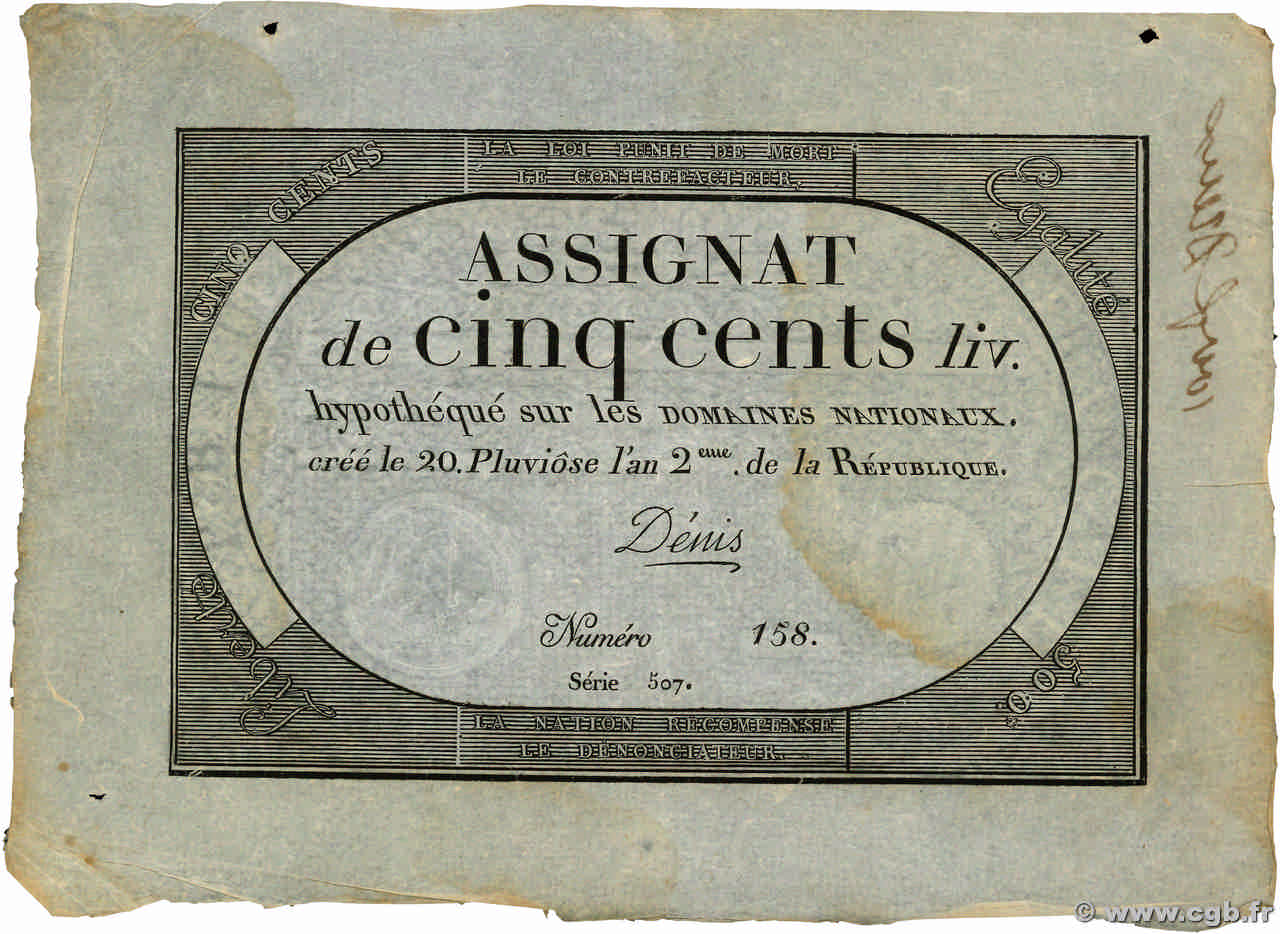 LA LOI PUNIT DE MORT
LE CONTREFACTEUR.
CINQ CENTS
Egalité
ASSIGNAT
de cinq cents liv.
hypothéqué sur les DOMAINES NATIONAUX.
créé le 20. Pluviôse l'an 2eme. de la RÉPUBLIQUE.
Dénis
Numéro 158.
Série 507.
Liberté
500.
LA NATION RECOMPENSE
LE DÉNONCIATEUR.
© www.cgb.fr